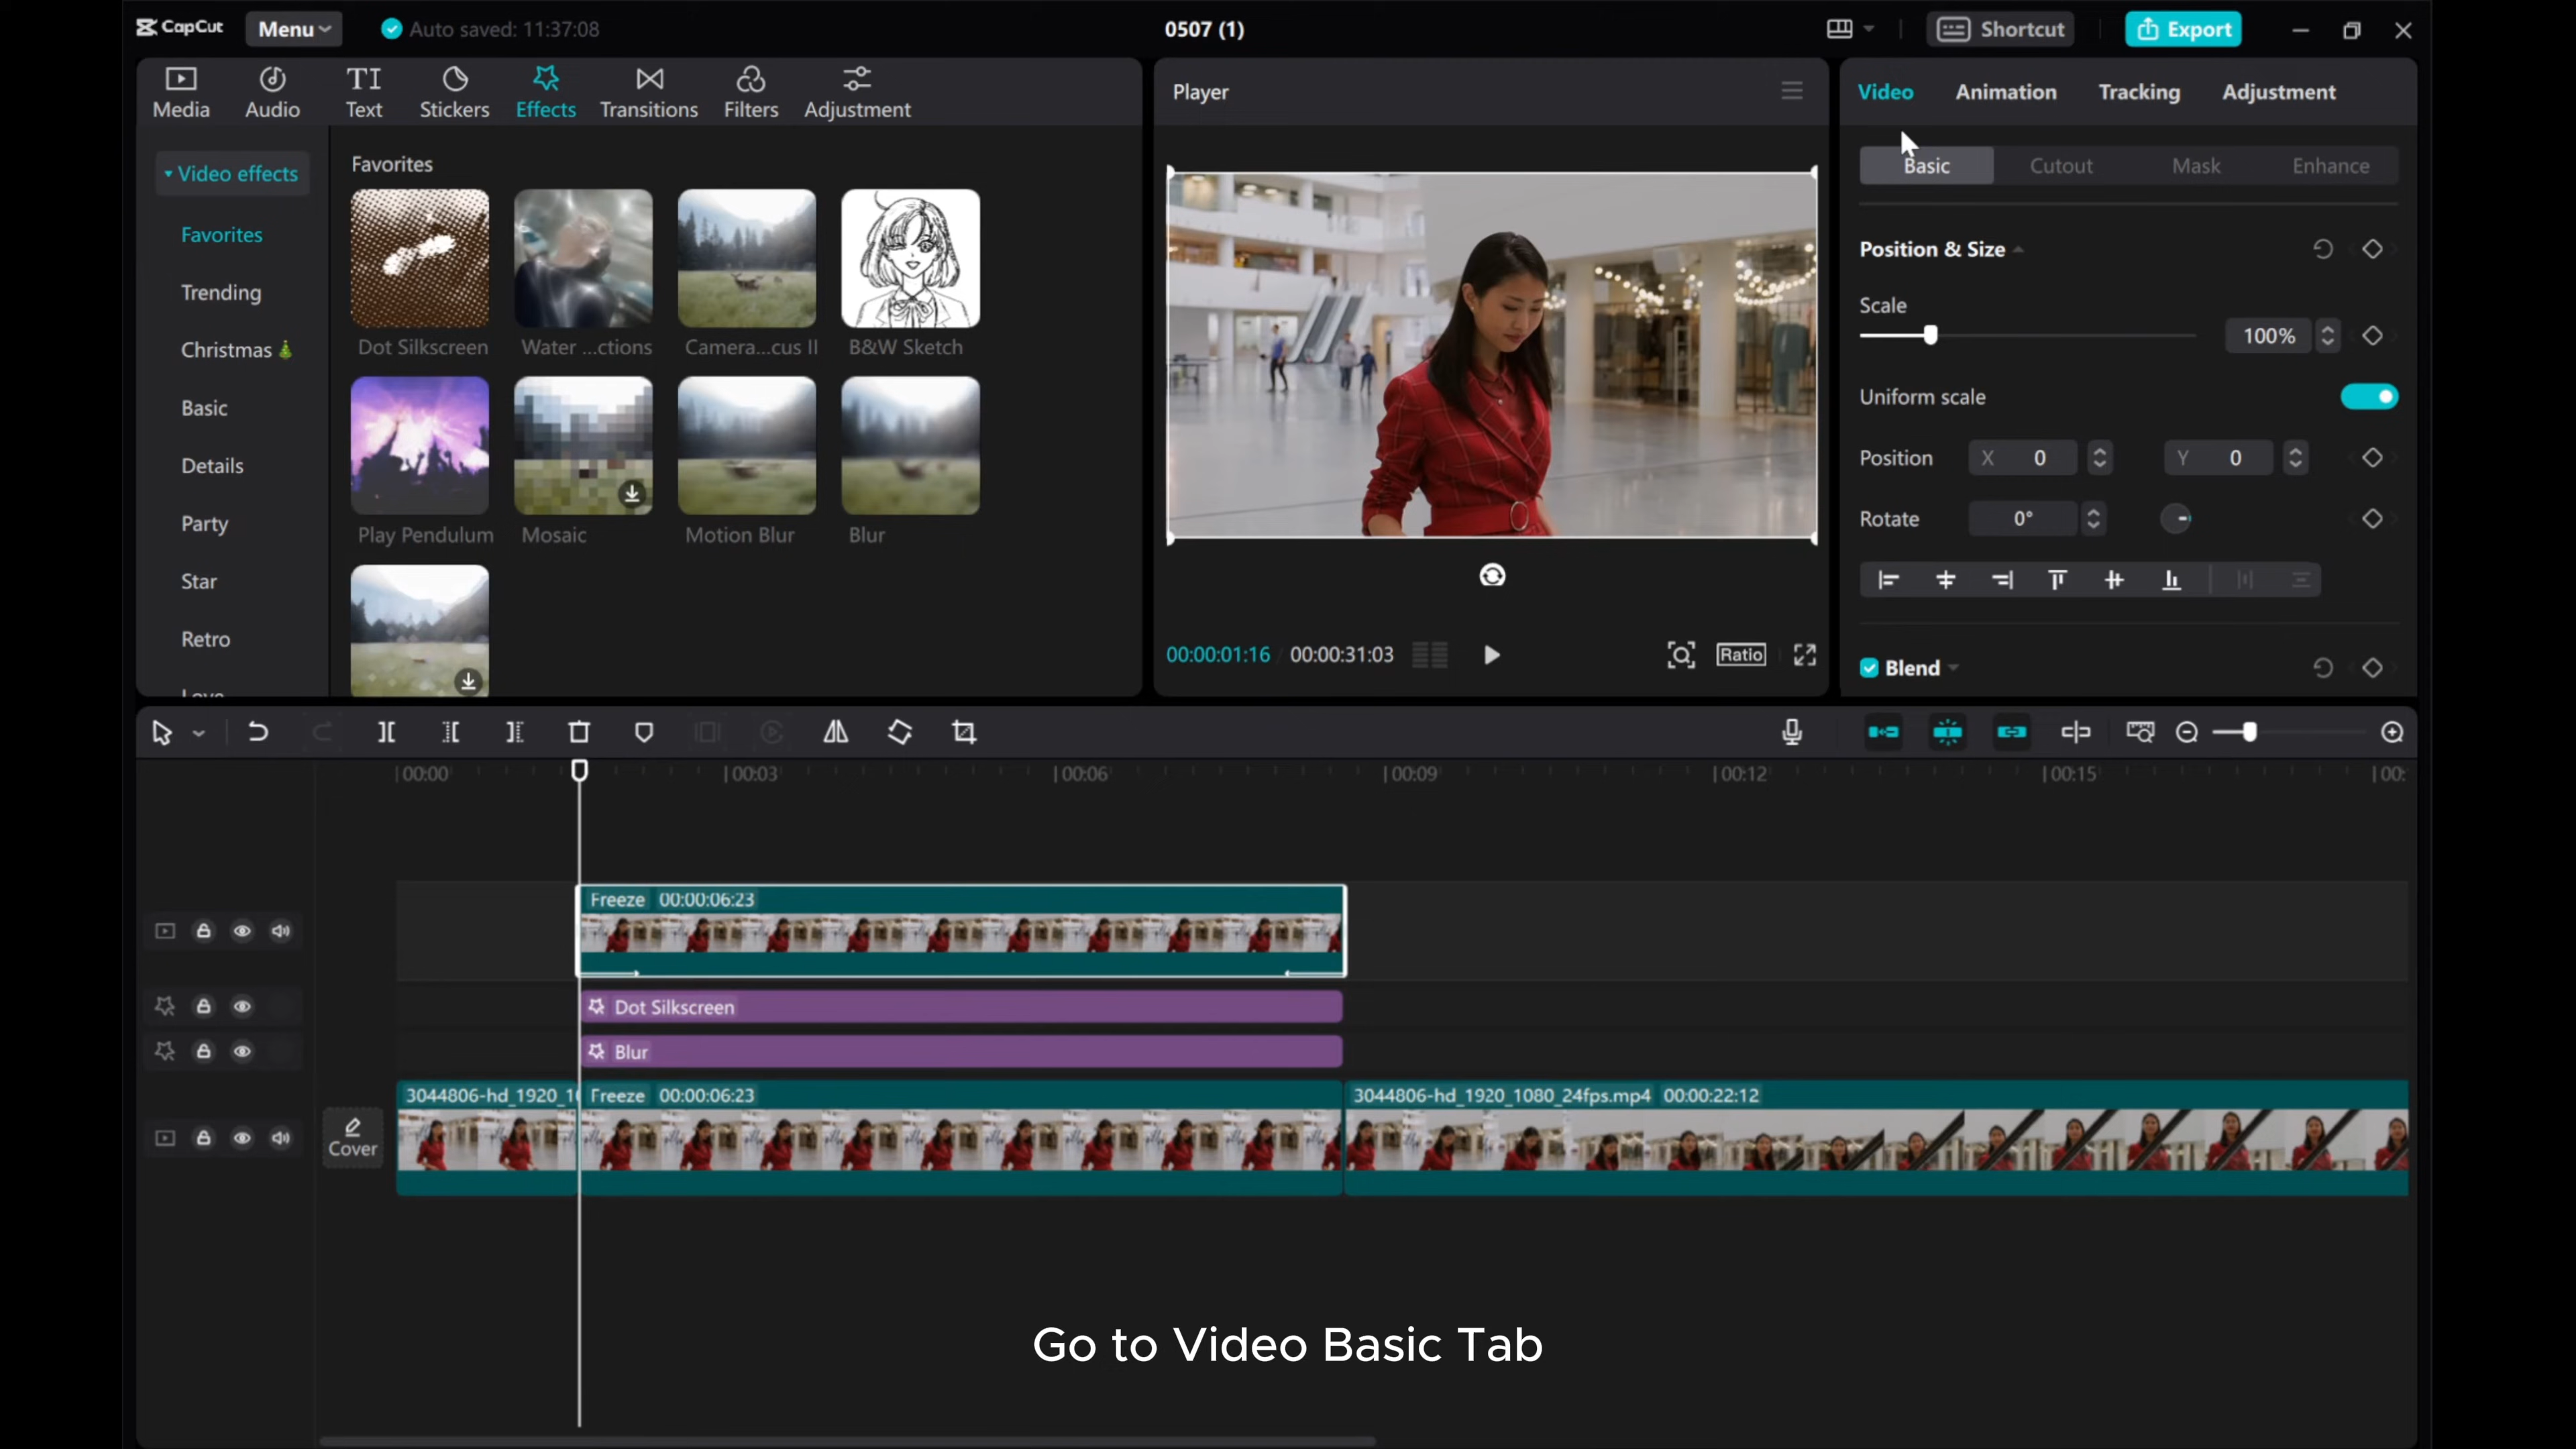 CapCut
Menu
Auto saved: 11:37:08
0507 (1)
Shortcut
Export
Media
Audio
TI
Text
Stickers
Effects
Transitions
Filters
Adjustment
Video effects
Favorites
Trending
Christmas
Basic
Details
Party
Star
Retro
Love
Favorites
Dot Silkscreen
Water ...ctions
Camera...cus II
B&W Sketch
Play Pendulum
Mosaic
Motion Blur
Blur
Player
00:00:01:16 / 00:00:31:03
Ratio
Video
Animation
Tracking
Adjustment
Basic
Cutout
Mask
Enhance
Position & Size
Scale
100%
Uniform scale
Position X 0 Y 0
Rotate 0°
Blend
00:00
00:03
00:06
00:09
00:12
00:15
00:
Freeze 00:00:06:23
Dot Silkscreen
Blur
Cover
3044806-hd_1920_10
Freeze 00:00:06:23
3044806-hd_1920_1080_24fps.mp4 00:00:22:12
Go to Video Basic Tab